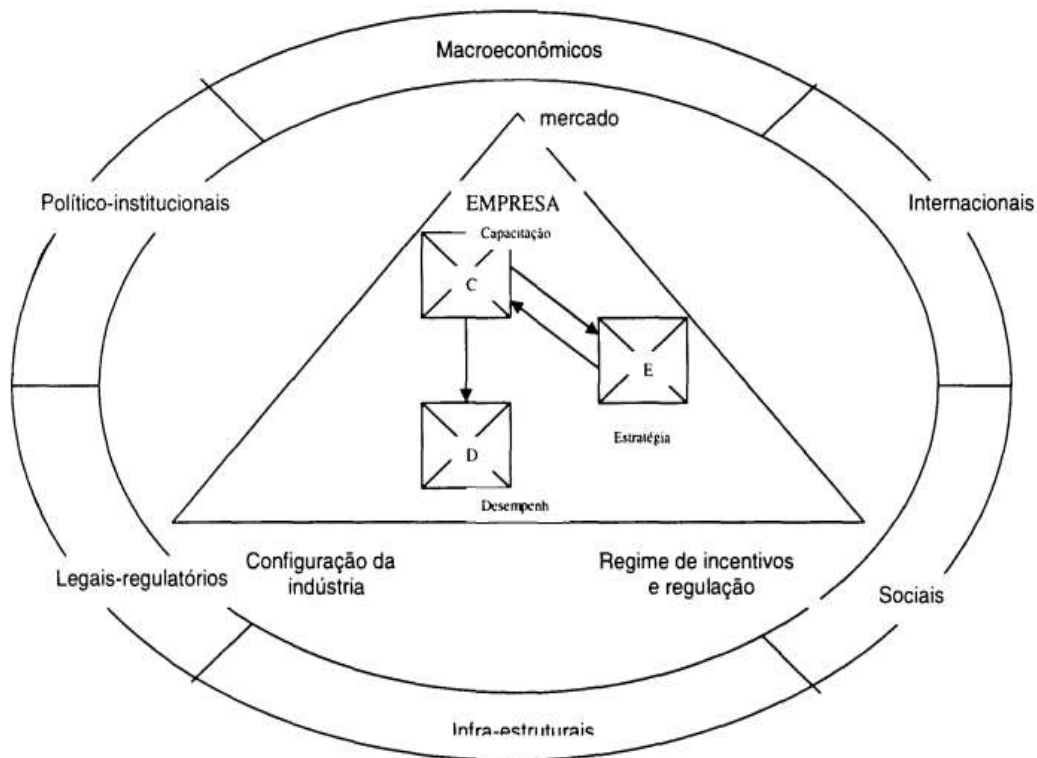 Macroeconômicos
mercado
Político-institucionais
Internacionais
EMPRESA
Capacitação
C
E
Estratégia
D
Desempenh
Configuração da
indústria
Regime de incentivos
e regulação
Legais-regulatórios
Sociais
Infra-estruturais